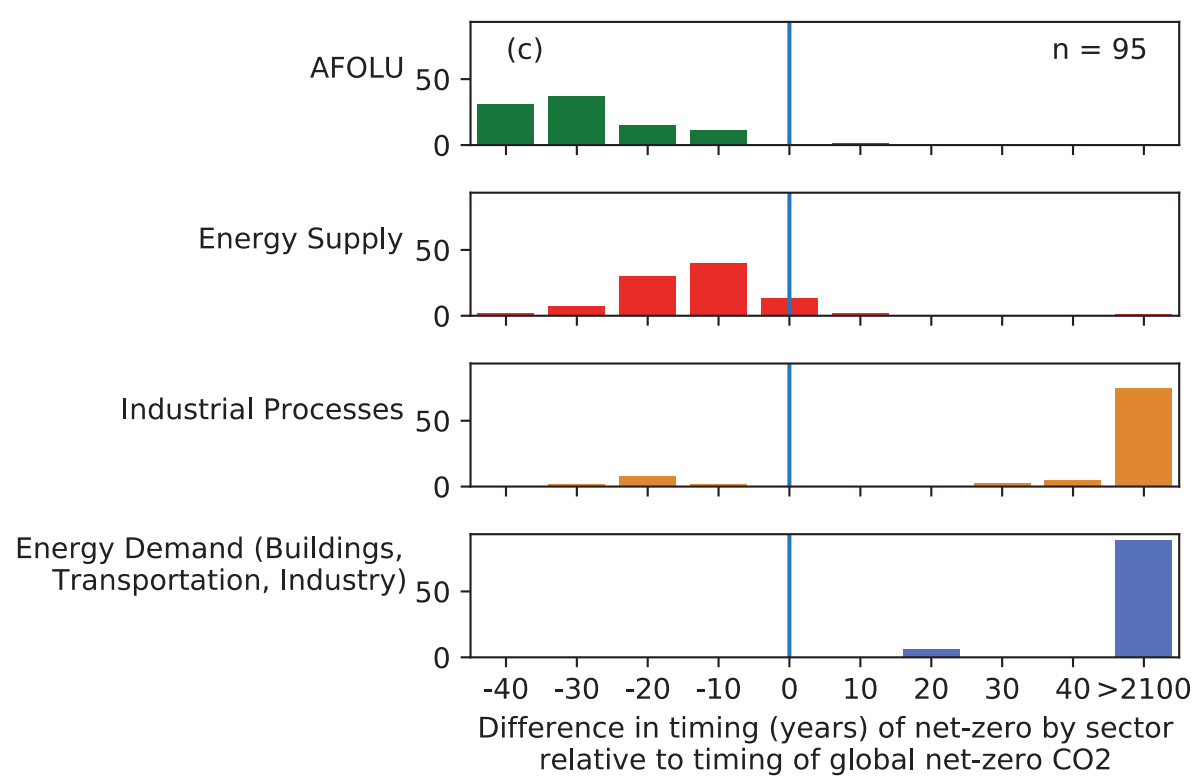 (c)
n = 95
AFOLU
50
0
Energy Supply
50
0
Industrial Processes
50
0
Energy Demand (Buildings,
Transportation, Industry)
50
0
-40 -30 -20 -10 0 10 20 30 40 >2100
Difference in timing (years) of net-zero by sector
relative to timing of global net-zero CO2